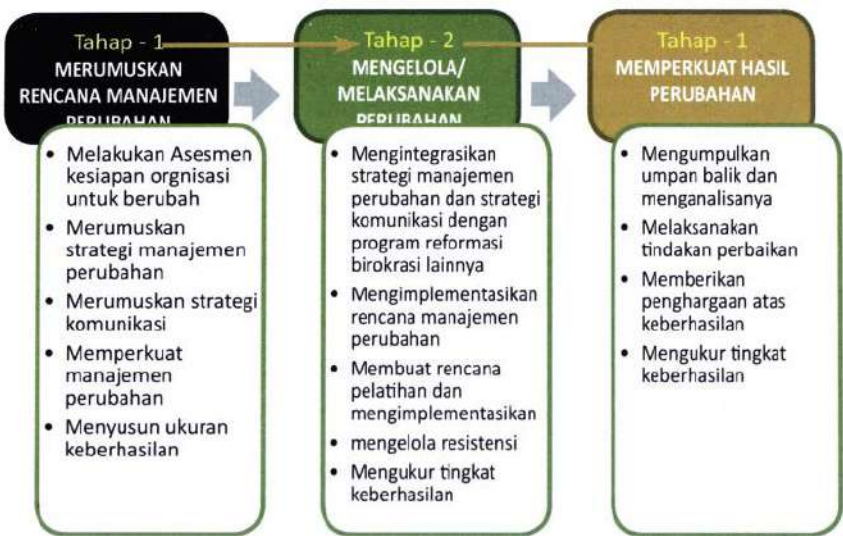 Tahap - 1
MERUMUSKAN
RENCANA MANAJEMEN
PERUBAHAN
• Melakukan Asesmen
kesiapan orgnisasi
untuk berubah
• Merumuskan
strategi manajemen
perubahan
• Merumuskan strategi
komunikasi
• Memperkuat
manajemen
perubahan
• Menyusun ukuran
keberhasilan
Tahap - 2
MENGELOLA/
MELAKSANAKAN
PERUBAHAN
• Mengintegrasikan
strategi manajemen
perubahan dan strategi
komunikasi dengan
program reformasi
birokrasi lainnya
• Mengimplementasikan
rencana manajemen
perubahan
• Membuat rencana
pelatihan dan
mengimplementasikan
• mengelola resistensi
• Mengukur tingkat
keberhasilan
Tahap - 1
MEMPERKUAT HASIL
PERUBAHAN
• Mengumpulkan
umpan balik dan
menganalisanya
• Melaksanakan
tindakan perbaikan
• Memberikan
penghargaan atas
keberhasilan
• Mengukur tingkat
keberhasilan